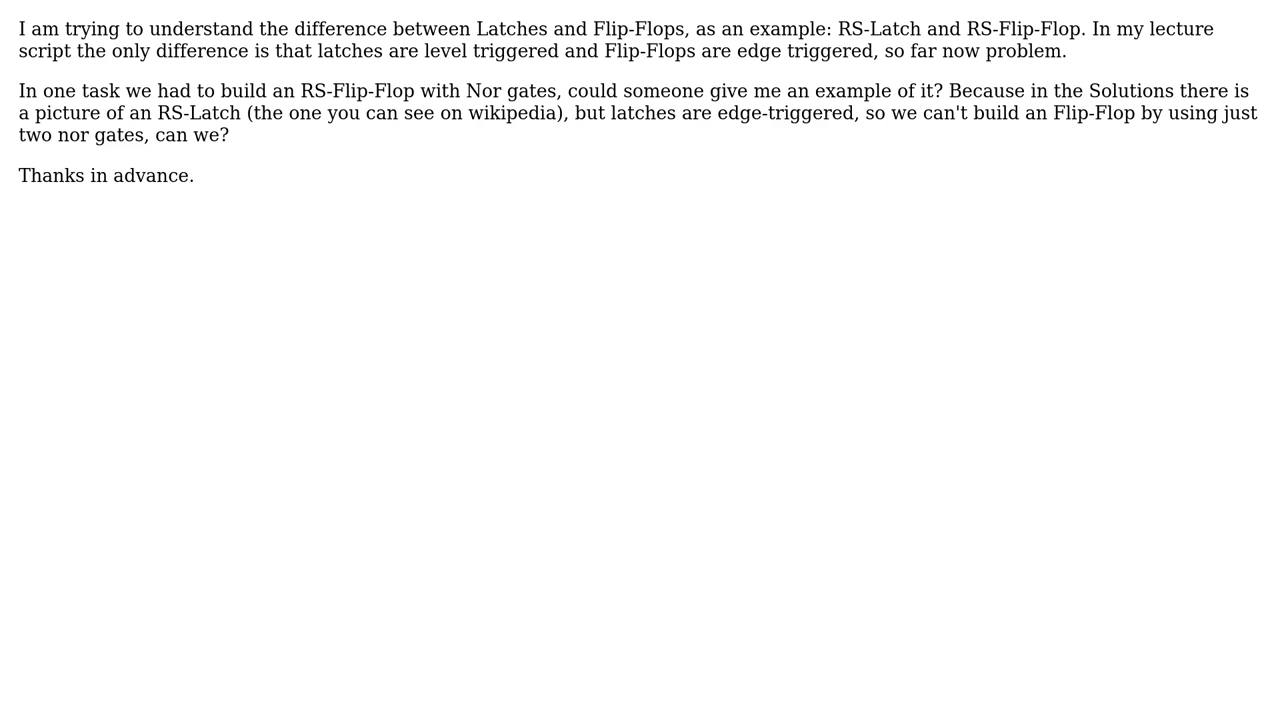 I am trying to understand the difference between Latches and Flip-Flops, as an example: RS-Latch and RS-Flip-Flop. In my lecture
script the only difference is that latches are level triggered and Flip-Flops are edge triggered, so far now problem.
In one task we had to build an RS-Flip-Flop with Nor gates, could someone give me an example of it? Because in the Solutions there is
a picture of an RS-Latch (the one you can see on wikipedia), but latches are edge-triggered, so we can't build an Flip-Flop by using just
two nor gates, can we?
Thanks in advance.